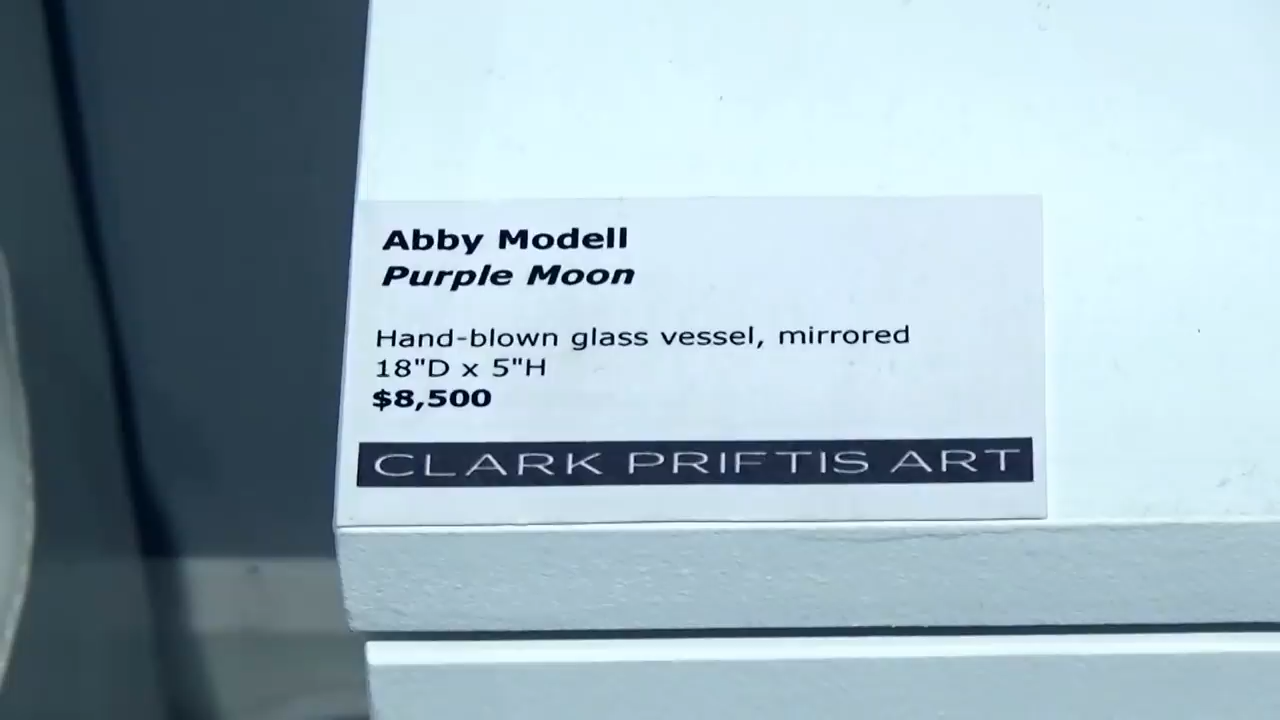 Abby Modell
Purple Moon
Hand-blown glass vessel, mirrored
18"D x 5"H
$8,500
CLARK PRIFTIS ART